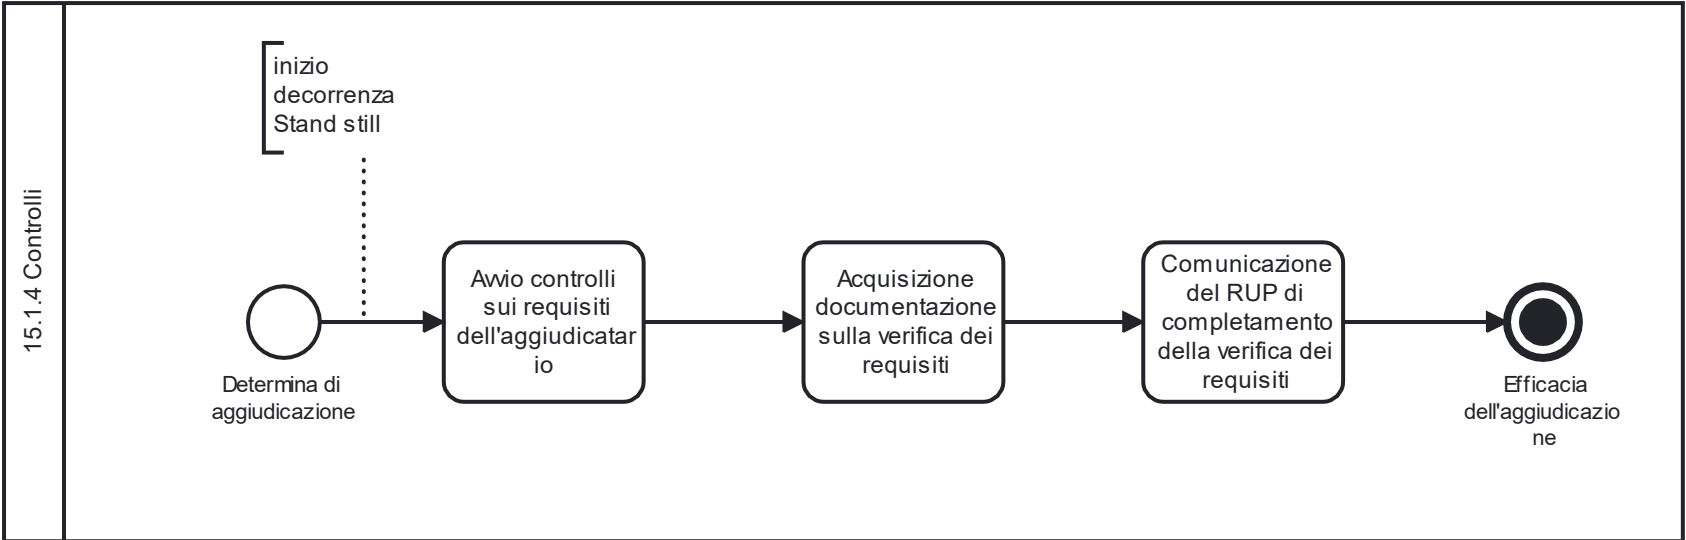 15.1.4 Controlli
inizio
decorrenza
Stand still
Determina di
aggiudicazione
Avvio controlli
sui requisiti
dell'aggiudicatar
io
Acquisizione
documentazione
sulla verifica dei
requisiti
Comunicazione
del RUP di
completamento
della verifica dei
requisiti
Efficacia
dell'aggiudicazio
ne